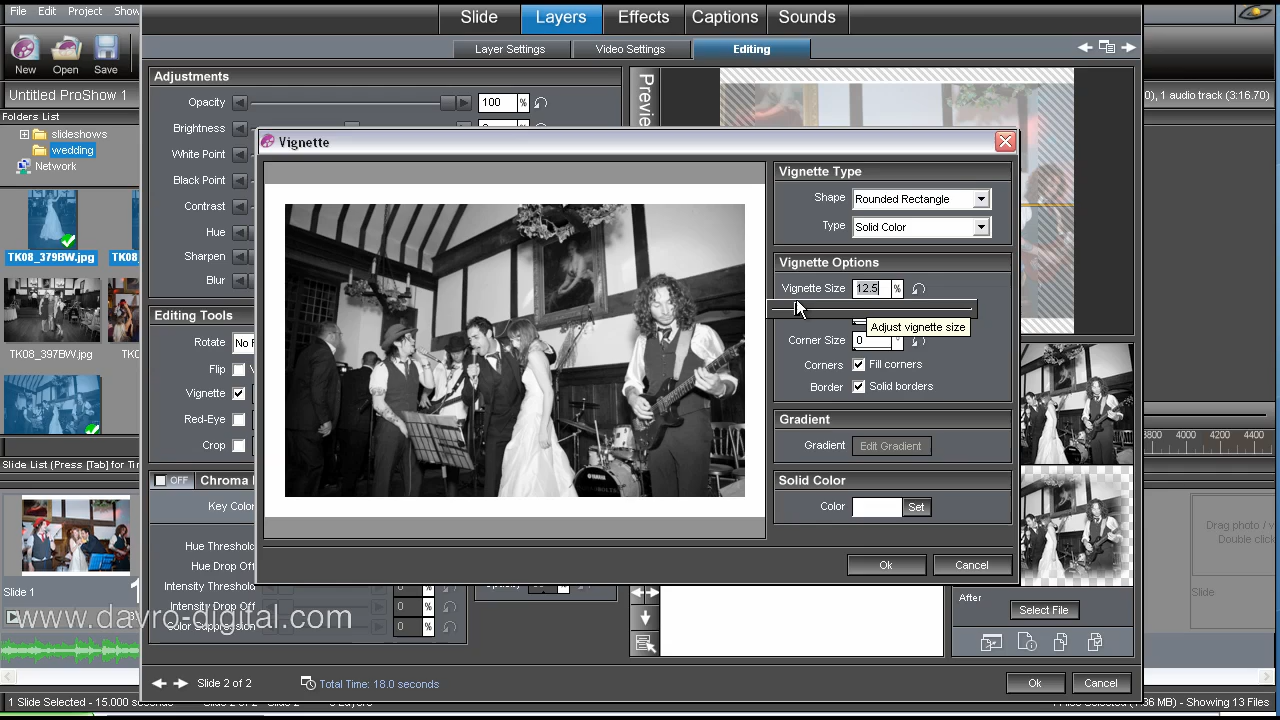 File Edit Project Show
Slide Layers Effects Captions Sounds
New Open Save
Layer Settings Video Settings Editing
Untitled ProShow 1
0), 1 audio track (3:16.70)
Folders List
slideshows
wedding
Network
TK08_379BW.jpg
TK0
TK08_392BW.jpg
Adjustments
Opacity 100 %
Brightness
White Point
Black Point
Contrast
Hue
Sharpen
Blur
Editing Tools
Rotate
Flip
Vignette
Red-Eye
Crop
OFF Chroma
Key Color
Hue Threshold
Hue Drop Off
Intensity Threshold 0 %
Intensity Drop Off 0 %
Color Suppression 0 %
Preview
Vignette
Vignette Type
Shape Rounded Rectangle
Type Solid Color
Vignette Options
Vignette Size 12.5 %
Adjust vignette size
Corner Size 0
Corners Fill corners
Border Solid borders
Gradient
Gradient Edit Gradient
Solid Color
Color Set
Ok Cancel
YAMAHA
3800 4000 4200 4400
Slide List (Press [Tab] for Tim
Slide 1
1
Drag photo / v
Double click
Slide
www.davro-digital.com
After
Select File
Slide 2 of 2 Total Time: 18.0 seconds
Ok Cancel
1 Slide Selected - 15.000 seconds
MB) - Showing 13 Files